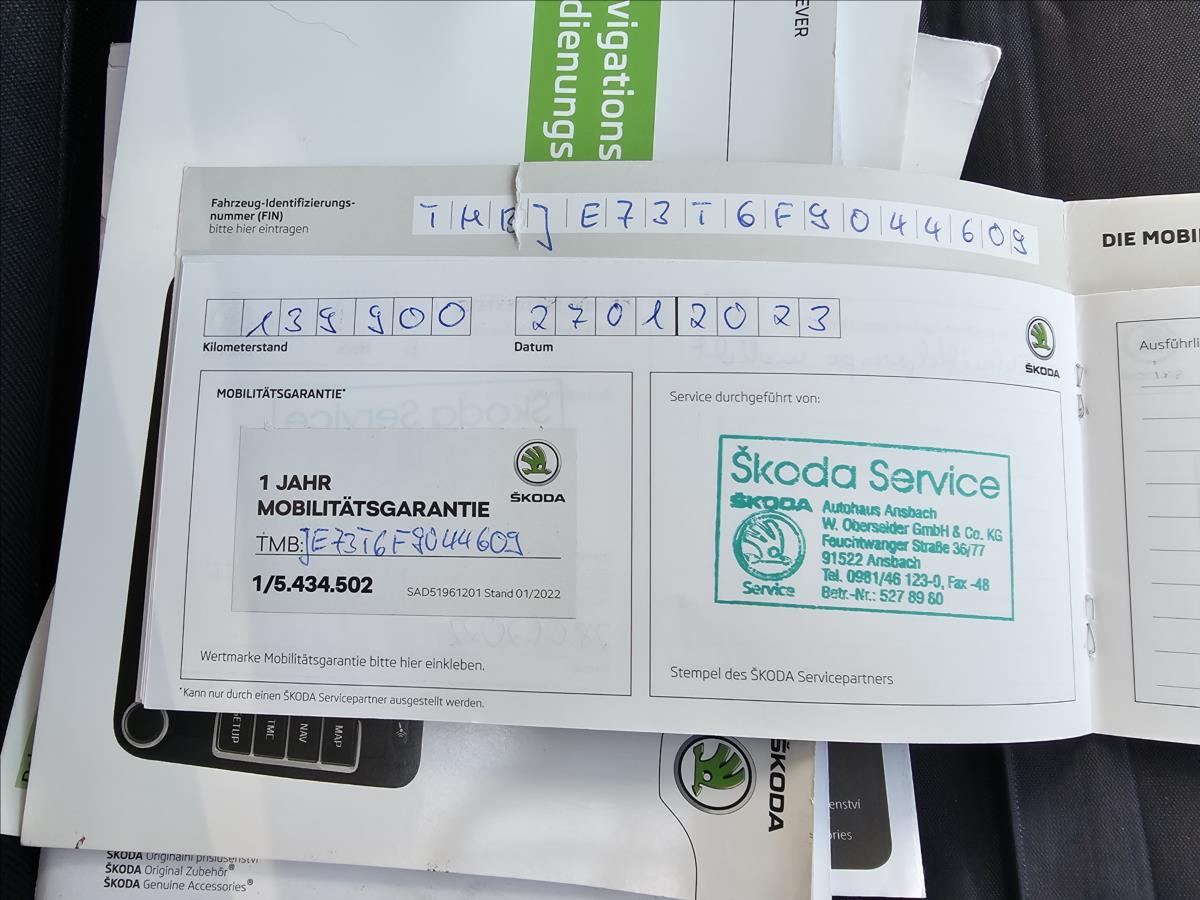 EVER
vigations
dienungs
Fahrzeug-Identifizierungs-
nummer (FIN)
bitte hier eintragen
TMBJE73T6F9044609
DIE MOBI
139900
27012023
Kilometerstand
Datum
ŠKODA
Ausführli
MOBILITÄTSGARANTIE*
1 JAHR
MOBILITÄTSGARANTIE
ŠKODA
TMB:JE73T6F9044609
1/5.434.502
SAD51961201 Stand 01/2022
Wertmarke Mobilitätsgarantie bitte hier einkleben.
*Kann nur durch einen ŠKODA Servicepartner ausgestellt werden.
Service durchgeführt von:
Škoda Service
ŠKODA
Service
Autohaus Ansbach
W. Oberseider GmbH & Co. KG
Feuchtwanger Straße 36/77
91522 Ansbach
Tel. 0981/46 123-0, Fax -48
Betr.-Nr.: 527 89 80
Stempel des ŠKODA Servicepartners
SETUP
TMC
NAV
MAP
ŠKODA
enství
ories
ŠKODA Originální příslušenství
ŠKODA Original Zubehör®
ŠKODA Genuine Accessories®